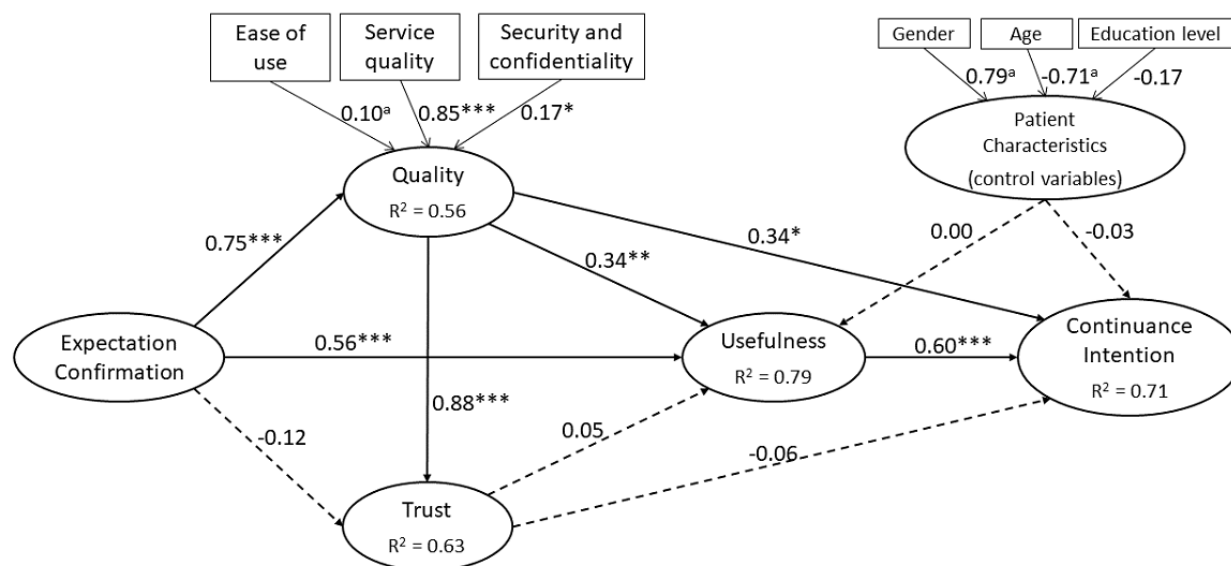 Ease of
use
Service
quality
Security and
confidentiality
Gender
Age
Education level
0.10ᵃ
0.85***
0.17*
0.79ᵃ
-0.71ᵃ
-0.17
Patient
Characteristics
(control variables)
Quality
R² = 0.56
0.75***
0.34**
0.34*
0.00
-0.03
Expectation
Confirmation
0.56***
Usefulness
R² = 0.79
0.60***
Continuance
Intention
R² = 0.71
0.88***
-0.12
0.05
-0.06
Trust
R² = 0.63